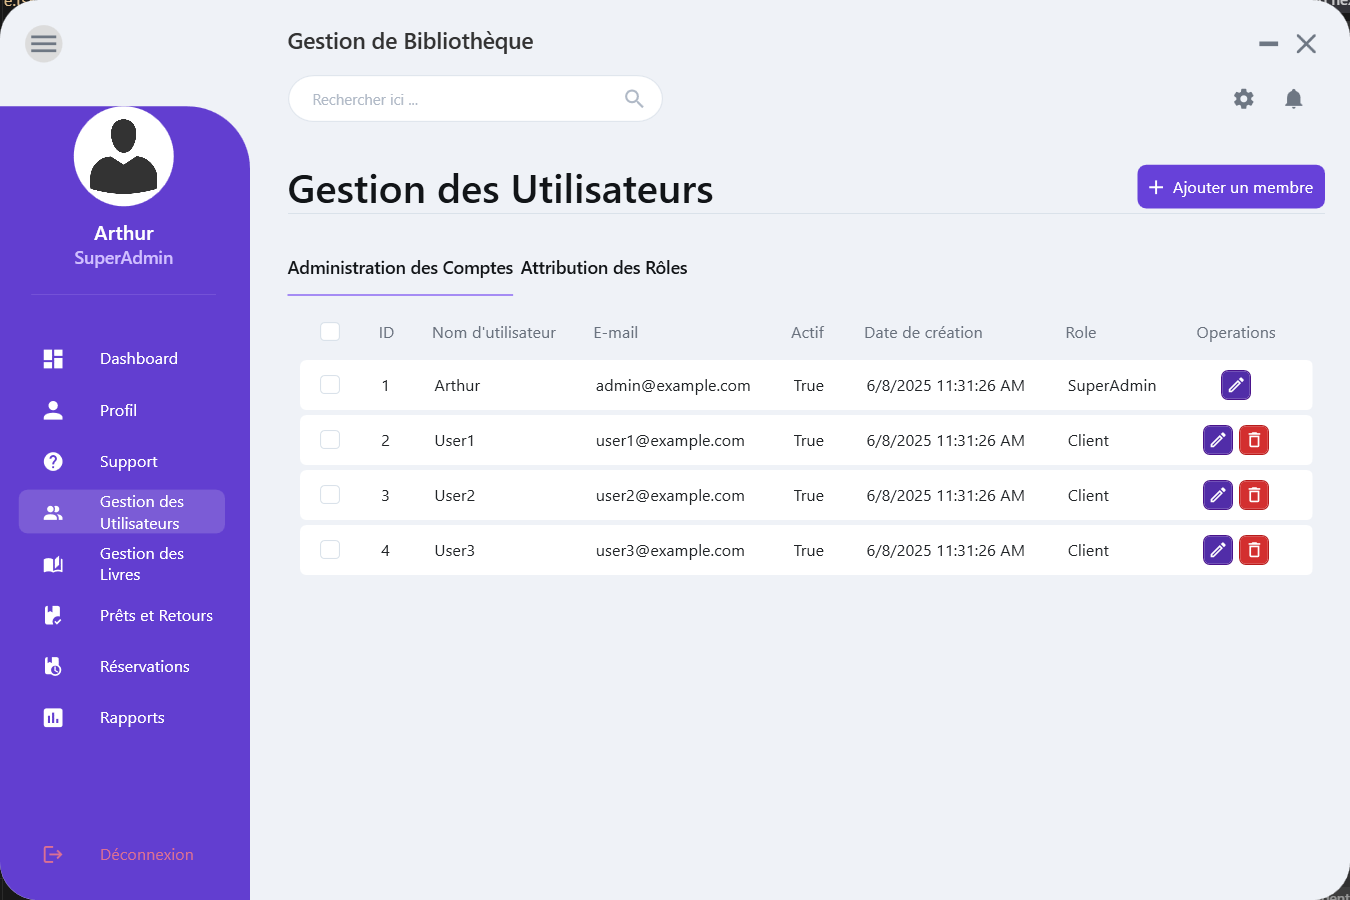 Gestion de Bibliothèque
Rechercher ici ...
Arthur
SuperAdmin
Dashboard
Profil
Support
Gestion des
Utilisateurs
Gestion des
Livres
Prêts et Retours
Réservations
Rapports
Déconnexion
Gestion des Utilisateurs
Ajouter un membre
Administration des Comptes Attribution des Rôles
ID Nom d'utilisateur E-mail Actif Date de création Role Operations
1 Arthur admin@example.com True 6/8/2025 11:31:26 AM SuperAdmin
2 User1 user1@example.com True 6/8/2025 11:31:26 AM Client
3 User2 user2@example.com True 6/8/2025 11:31:26 AM Client
4 User3 user3@example.com True 6/8/2025 11:31:26 AM Client